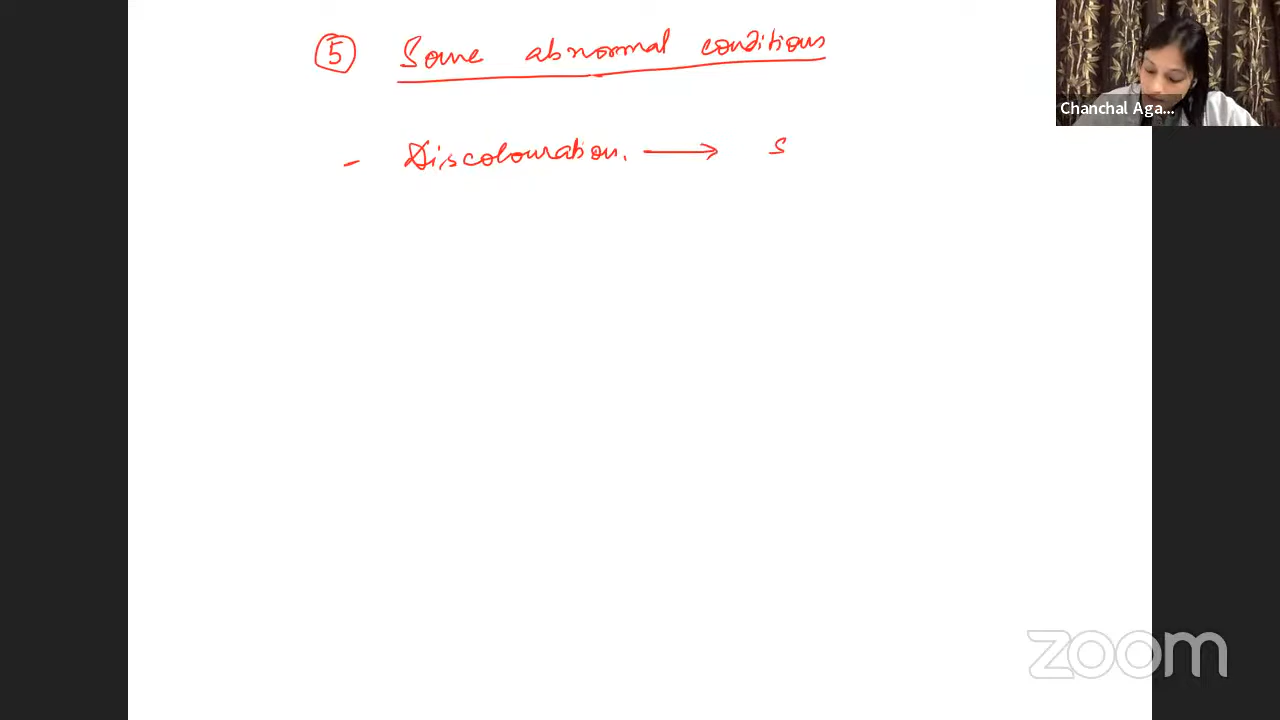 ⑤ Some abnormal conditions
Chanchal Aga...
- Discolouration. → S
zoom